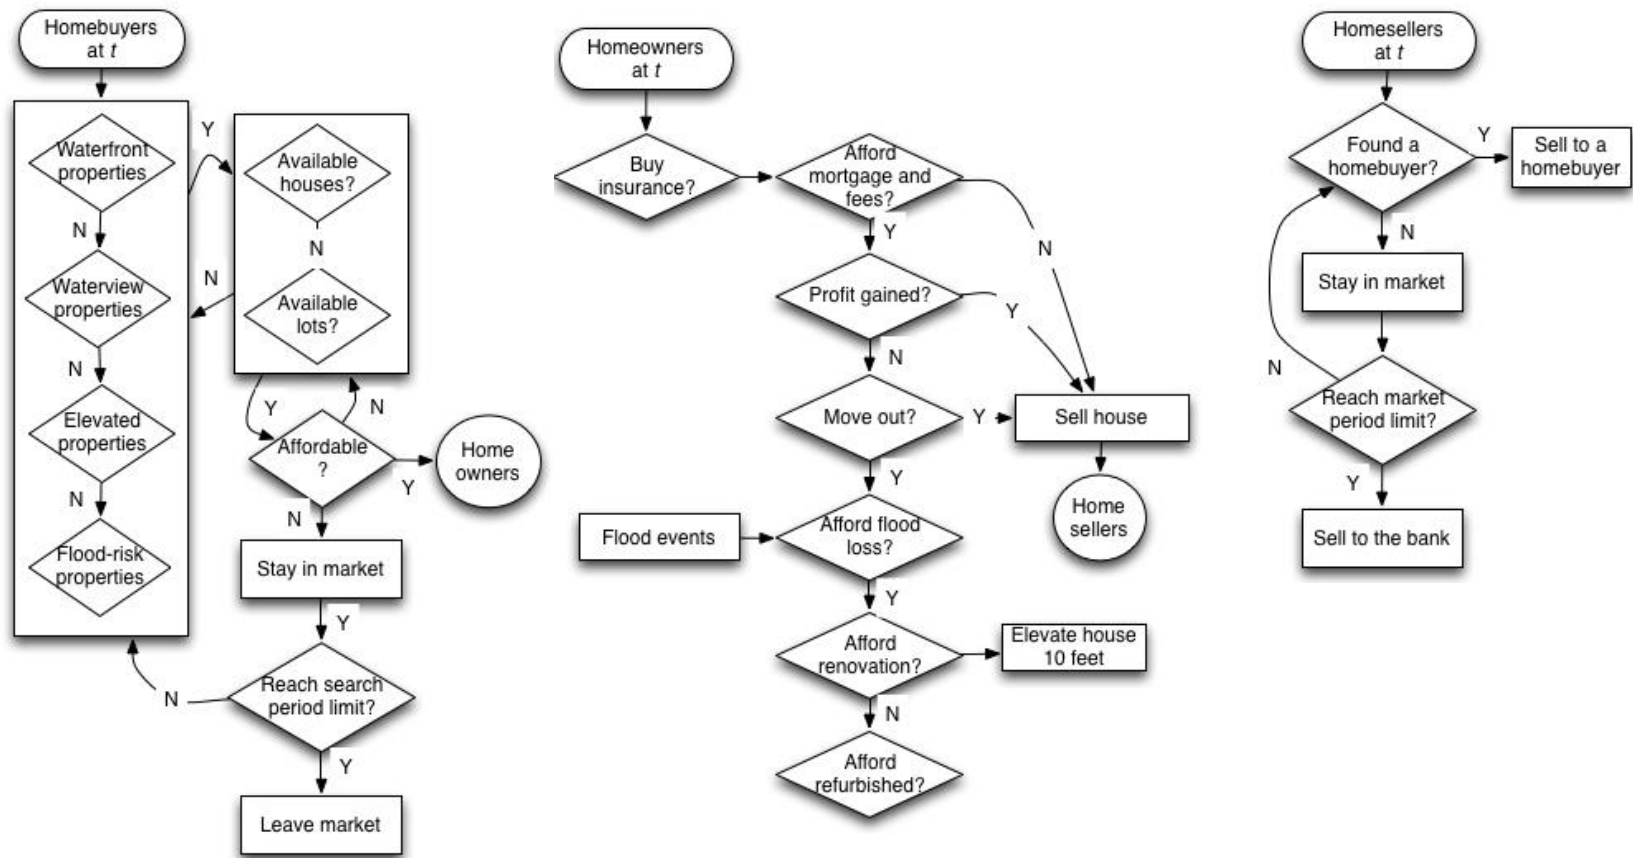 Homebuyers
at t
Waterfront
properties
N
Waterview
properties
N
Elevated
properties
N
Flood-risk
properties
Y
N
Available
houses?
N
Available
lots?
Y
N
Affordable
?
Y
Home
owners
N
Stay in market
Y
Reach search
period limit?
N
Y
Leave market
Homeowners
at t
Buy
insurance?
Afford
mortgage and
fees?
Y
N
Profit gained?
Y
N
Move out?
Y
Sell house
Home
sellers
Y
Flood events
Afford flood
loss?
Y
Afford
renovation?
Elevate house
10 feet
N
Afford
refurbished?
Homesellers
at t
Found a
homebuyer?
Y
Sell to a
homebuyer
N
Stay in market
N
Reach market
period limit?
Y
Sell to the bank